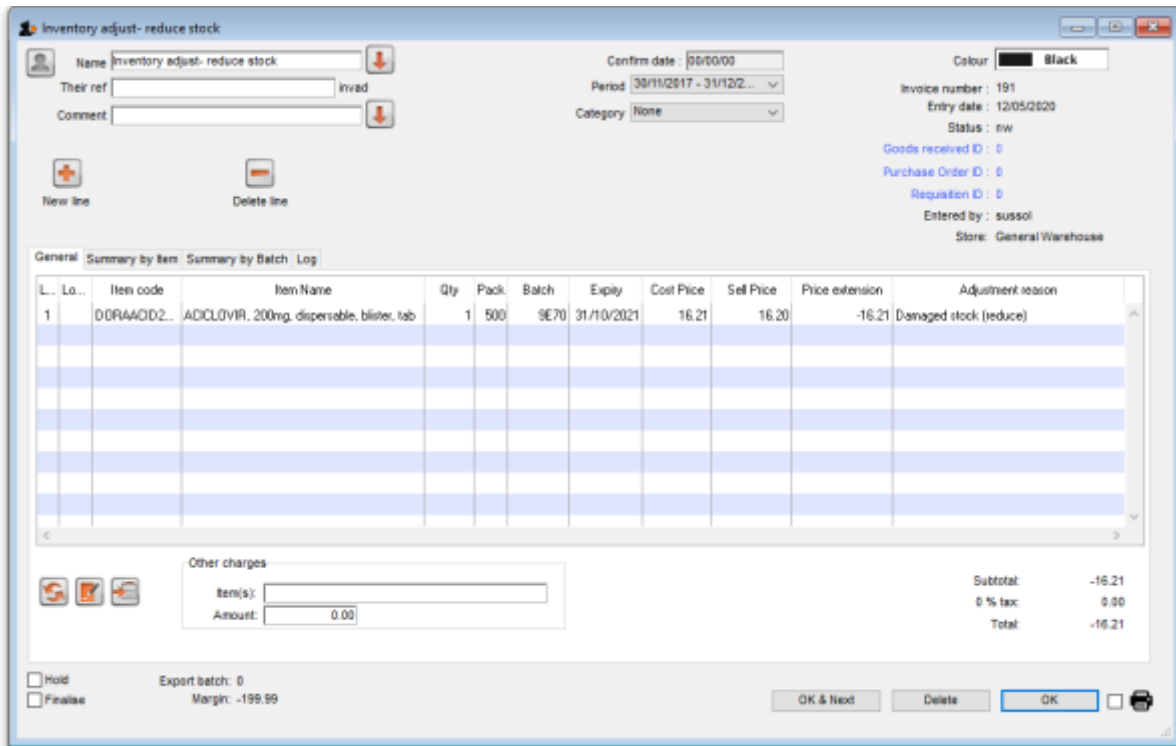 Inventory adjust- reduce stock
Name Inventory adjust- reduce stock
Their ref invad
Comment
Confirm date : 00/00/00
Period 30/11/2017 - 31/12/2...
Category None
Colour Black
Invoice number : 191
Entry date : 12/05/2020
Status : nw
Goods received ID : 0
Purchase Order ID : 0
Requisition ID : 0
Entered by : sussol
Store: General Warehouse
New line Delete line
General Summary by Item Summary by Batch Log
L... Lo... Item code Item Name Qty Pack Batch Expiry Cost Price Sell Price Price extension Adjustment reason
1 DORAACID2... ACICLOVIR, 200mg, dispersable, blister, tab 1 500 9E70 31/10/2021 16.21 16.20 -16.21 Damaged stock (reduce)
Other charges
Item(s):
Amount: 0.00
Subtotal: -16.21
0 % tax: 0.00
Total: -16.21
Hold Export batch: 0
Finalise Margin: -199.99
OK & Next Delete OK